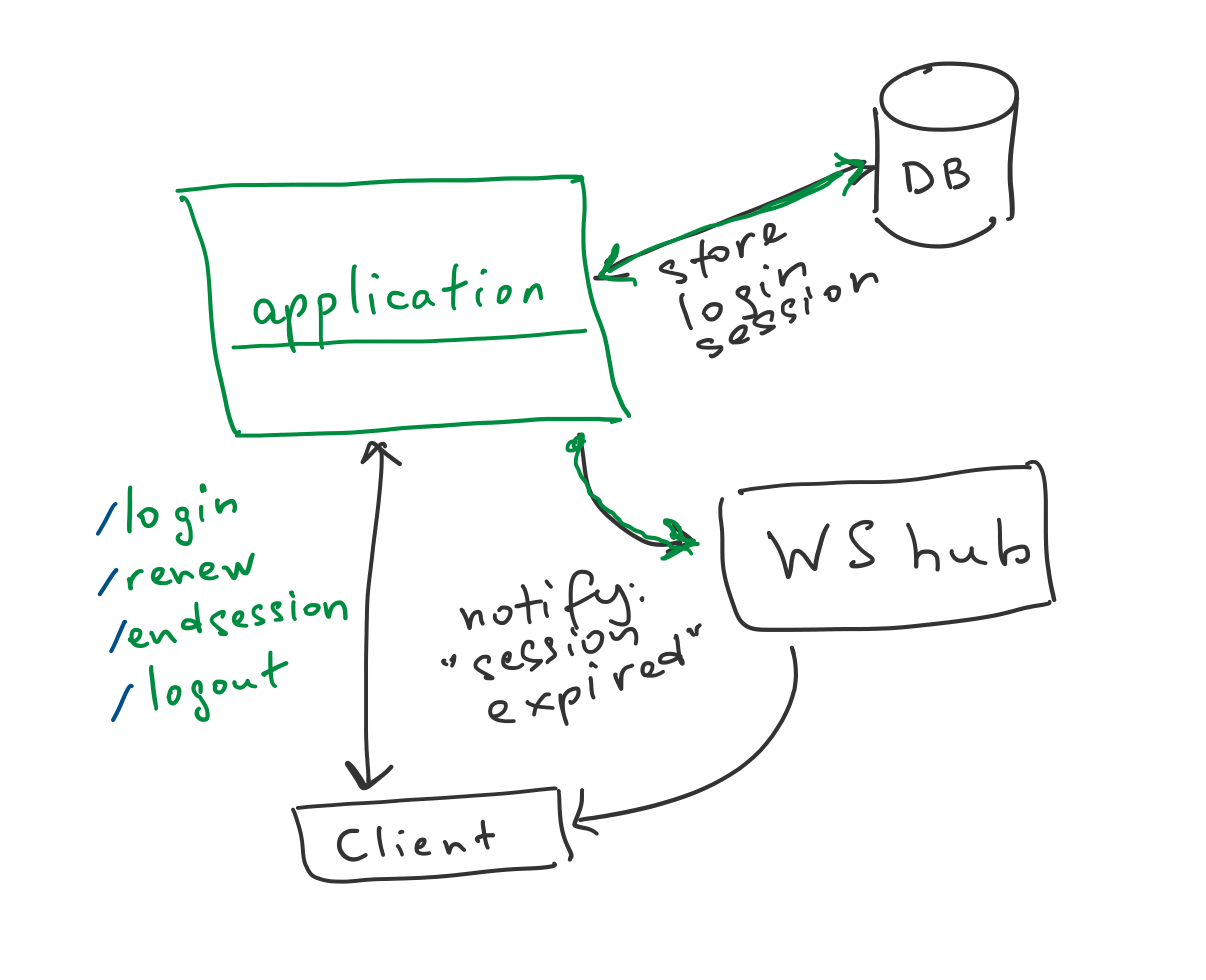 DB
application
store
login
session
/login
/renew
/endsession
/logout
WS hub
notify:
"session
expired"
Client